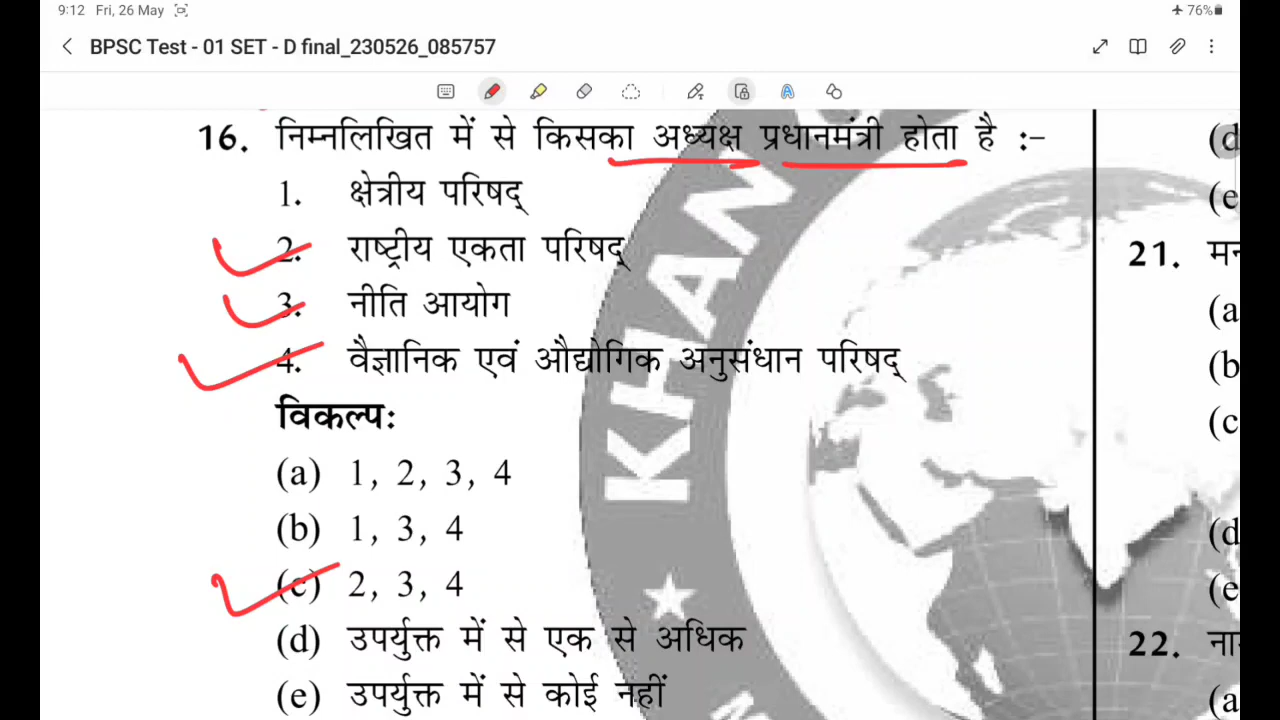 9:12 Fri, 26 May
76%
BPSC Test - 01 SET - D final_230526_085757
16. निम्नलिखित में से किसका अध्यक्ष प्रधानमंत्री होता है :–
1. क्षेत्रीय परिषद्
2. राष्ट्रीय एकता परिषद्
3. नीति आयोग
4. वैज्ञानिक एवं औद्योगिक अनुसंधान परिषद्
विकल्पः
(a) 1, 2, 3, 4
(b) 1, 3, 4
(c) 2, 3, 4
(d) उपर्युक्त में से एक से अधिक
(e) उपर्युक्त में से कोई नहीं
KHAN
(d
(e
21.
(a
(b
(c
(d
(e
22.
(a